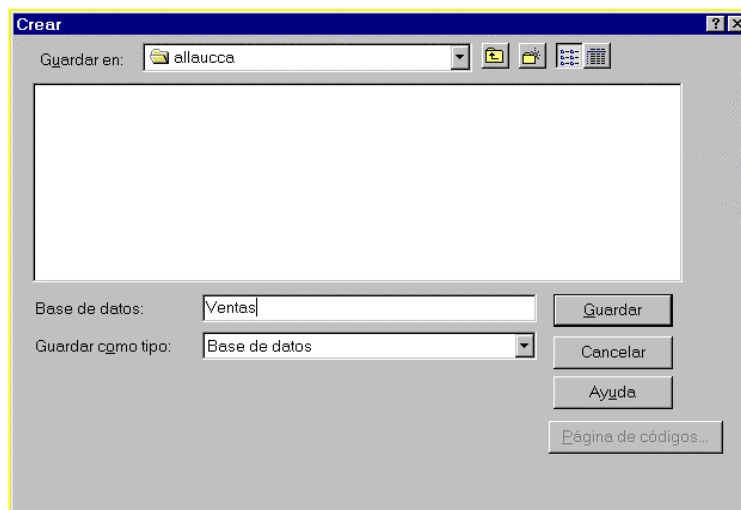 Crear
Guardar en: allaucca
Base de datos: Ventas Guardar
Guardar como tipo: Base de datos Cancelar
Ayuda
Página de códigos...